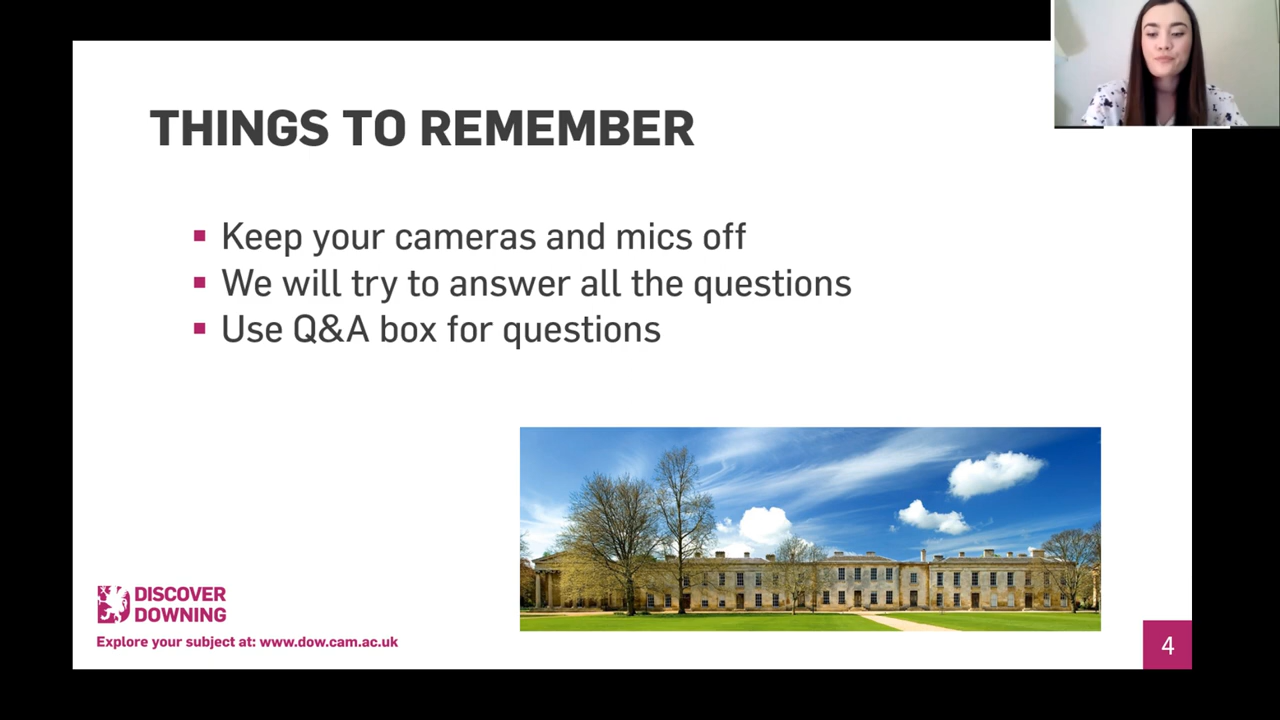 THINGS TO REMEMBER
Keep your cameras and mics off
We will try to answer all the questions
Use Q&A box for questions
DISCOVER
DOWNING
Explore your subject at: www.dow.cam.ac.uk
4